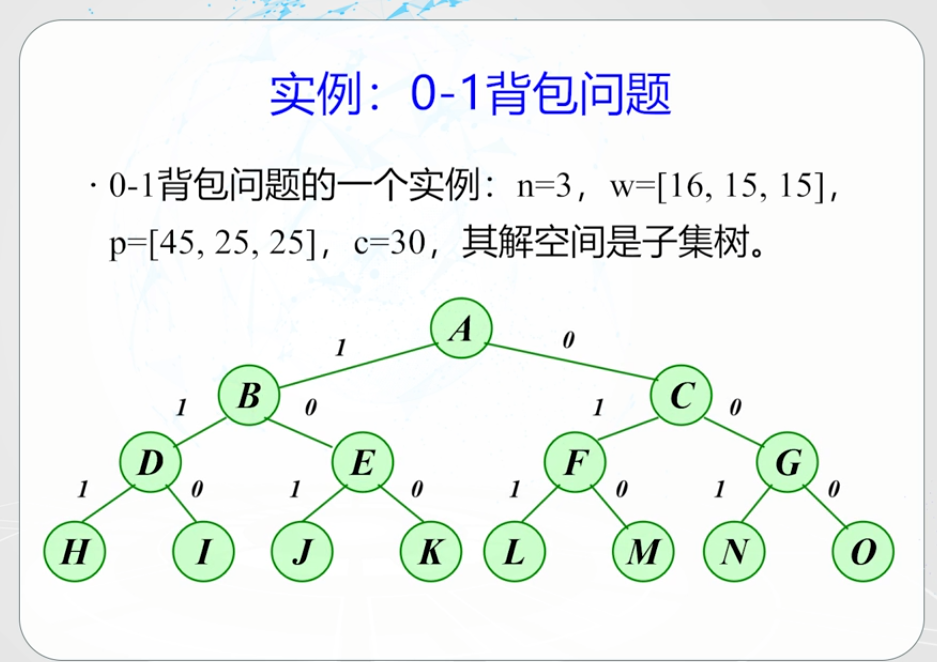 实例：0-1背包问题
· 0-1背包问题的一个实例：n=3，w=[16, 15, 15]，
p=[45, 25, 25]，c=30，其解空间是子集树。
A
1 0
B C
1 0 1 0
D E F G
1 0 1 0 1 0 1 0
H I J K L M N O